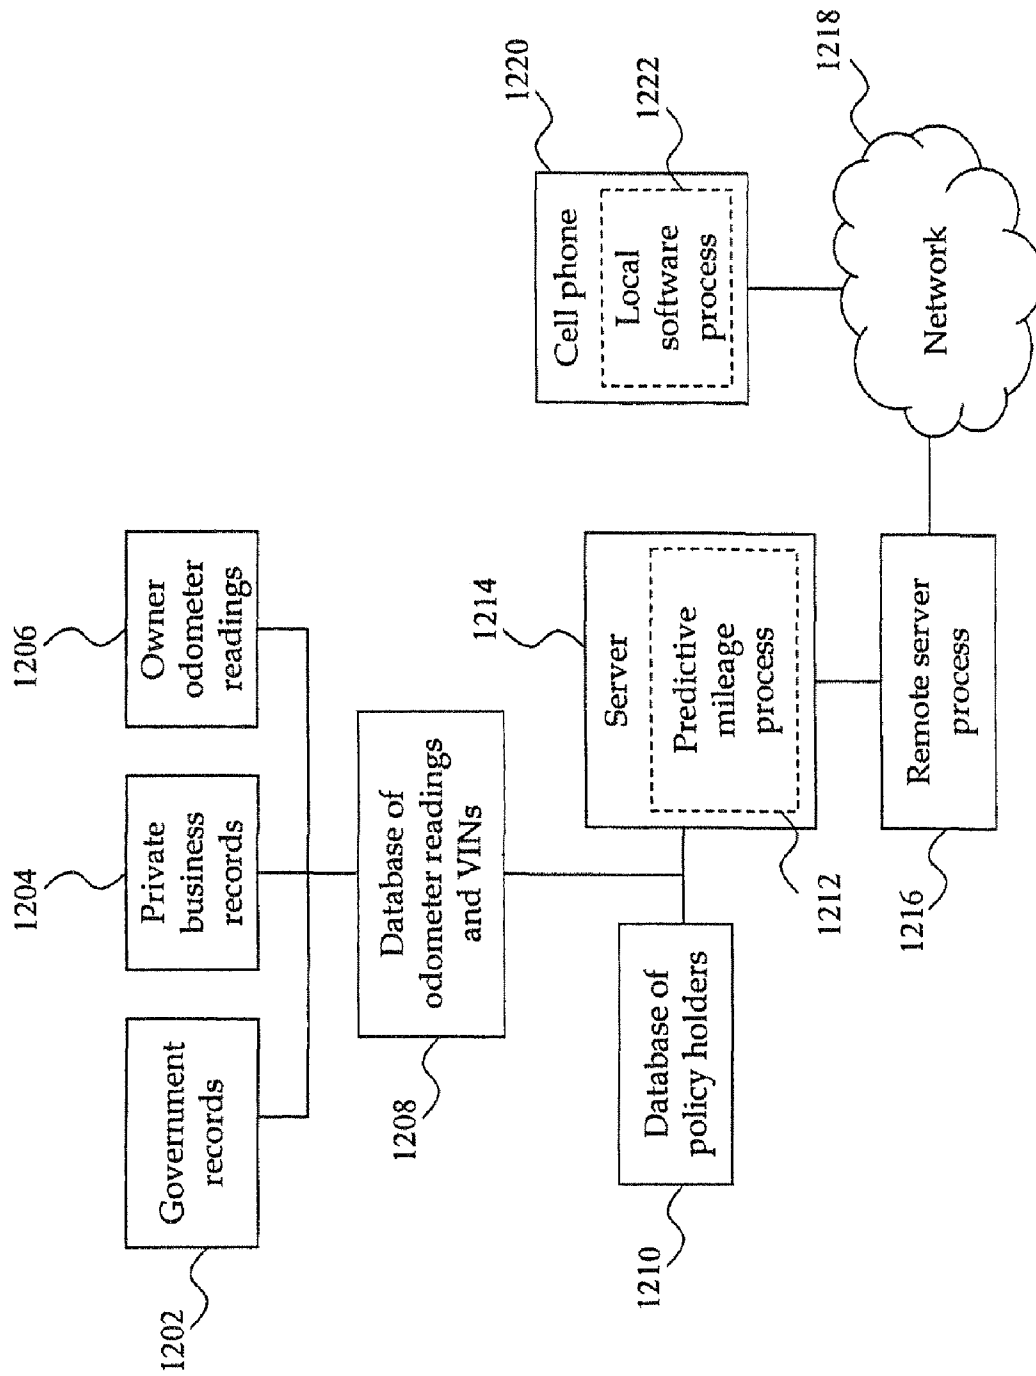 1202
Government
records
1204
Private
business
records
1206
Owner
odometer
readings
1208
Database of
odometer readings
and VINs
1210
Database of
policy holders
1214
Server
Predictive
mileage
process
1212
1216
Remote server
process
1220
Cell phone
1222
Local
software
process
1218
Network